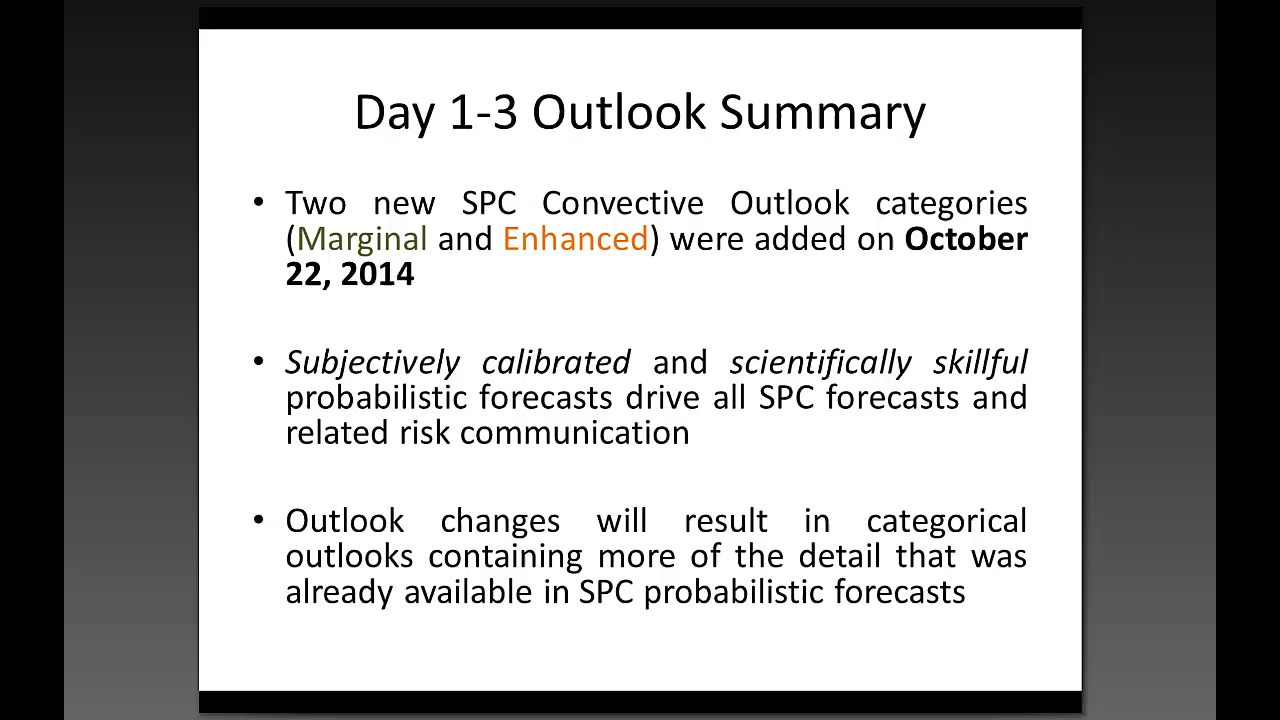 Day 1-3 Outlook Summary
• Two new SPC Convective Outlook categories
(Marginal and Enhanced) were added on October
22, 2014
• Subjectively calibrated and scientifically skillful
probabilistic forecasts drive all SPC forecasts and
related risk communication
• Outlook changes will result in categorical
outlooks containing more of the detail that was
already available in SPC probabilistic forecasts